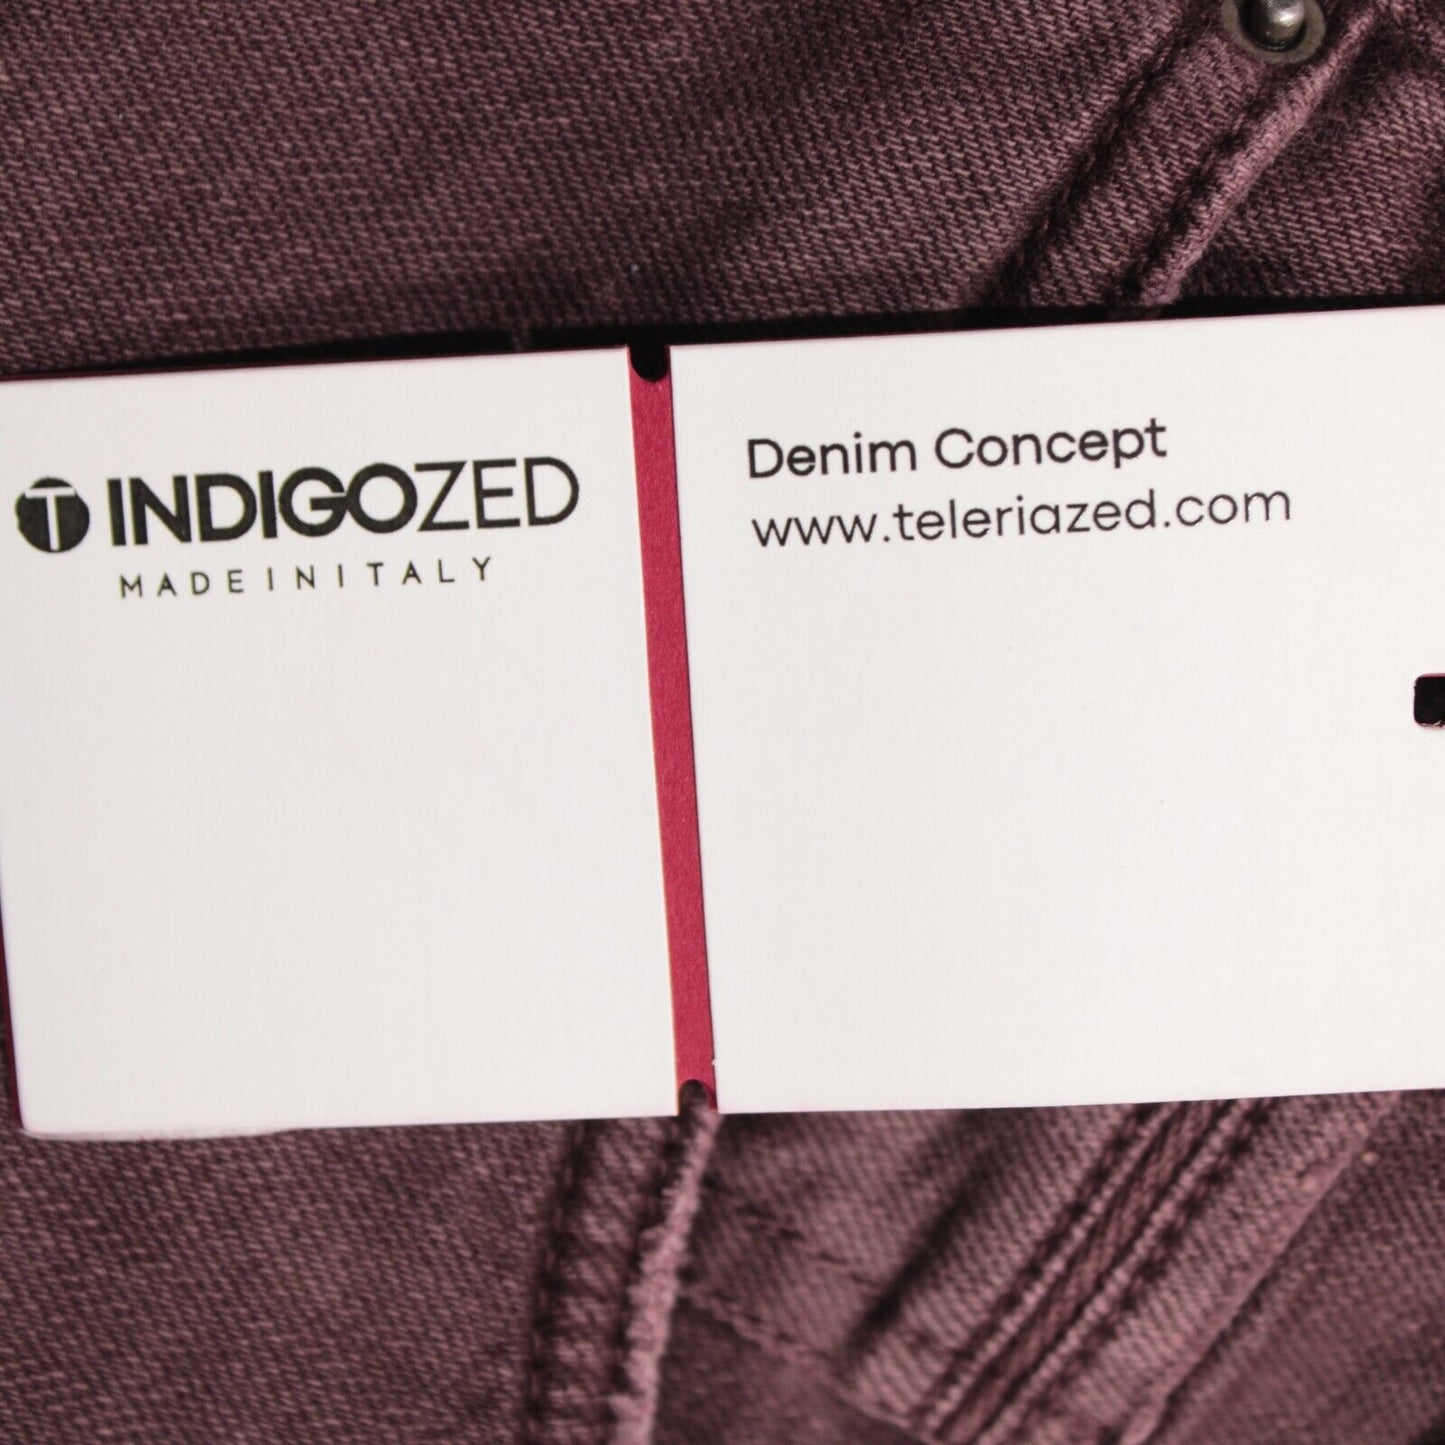 T INDIGOZED
MADEINITALY
Denim Concept
www.teleriazed.com